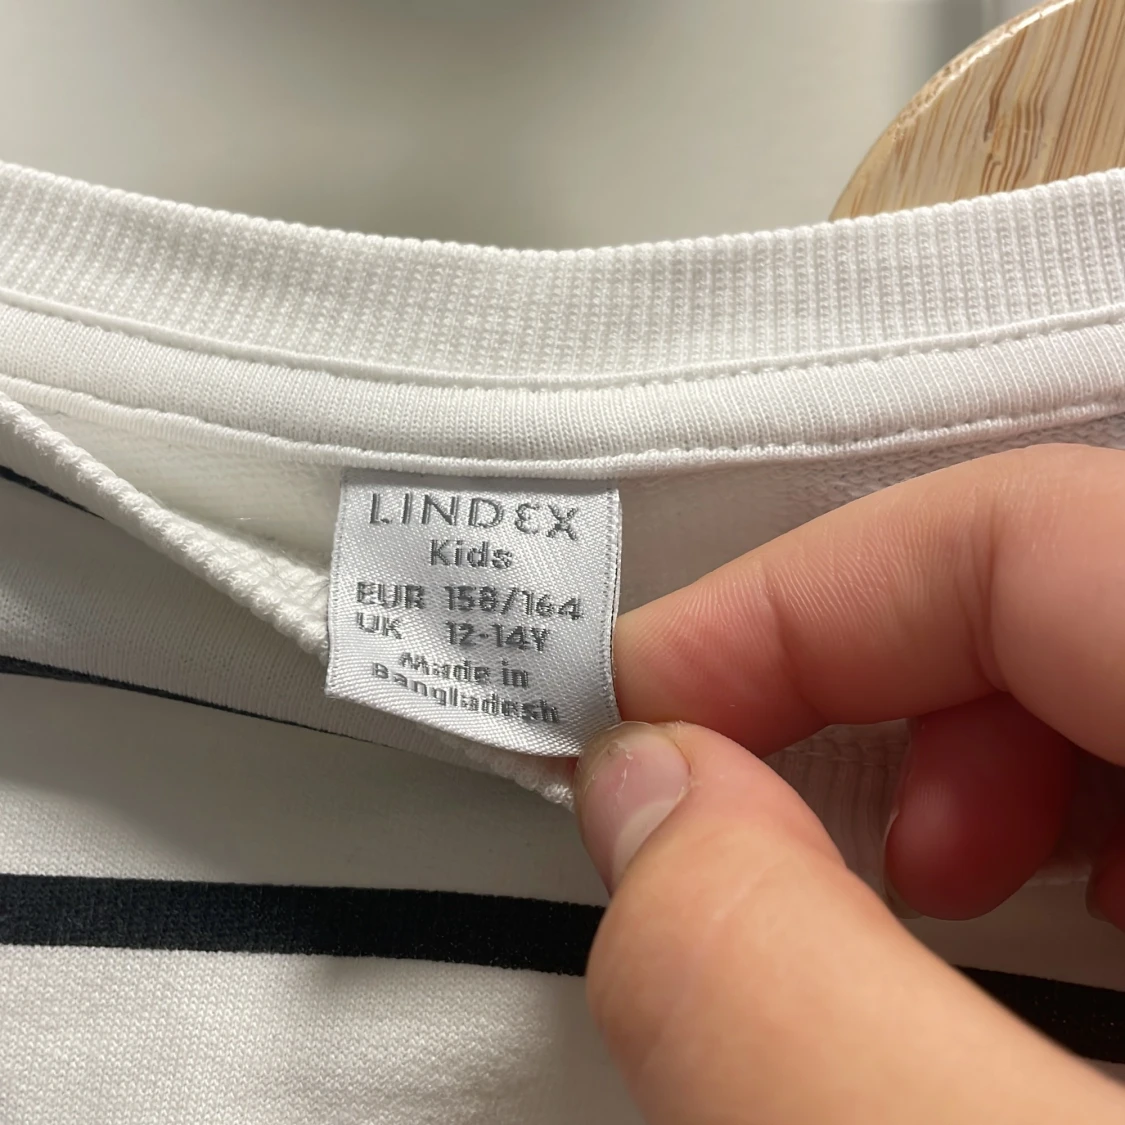 LINDEX
Kids
EUR 158/164
UK 12-14Y
Made in
Bangladesh